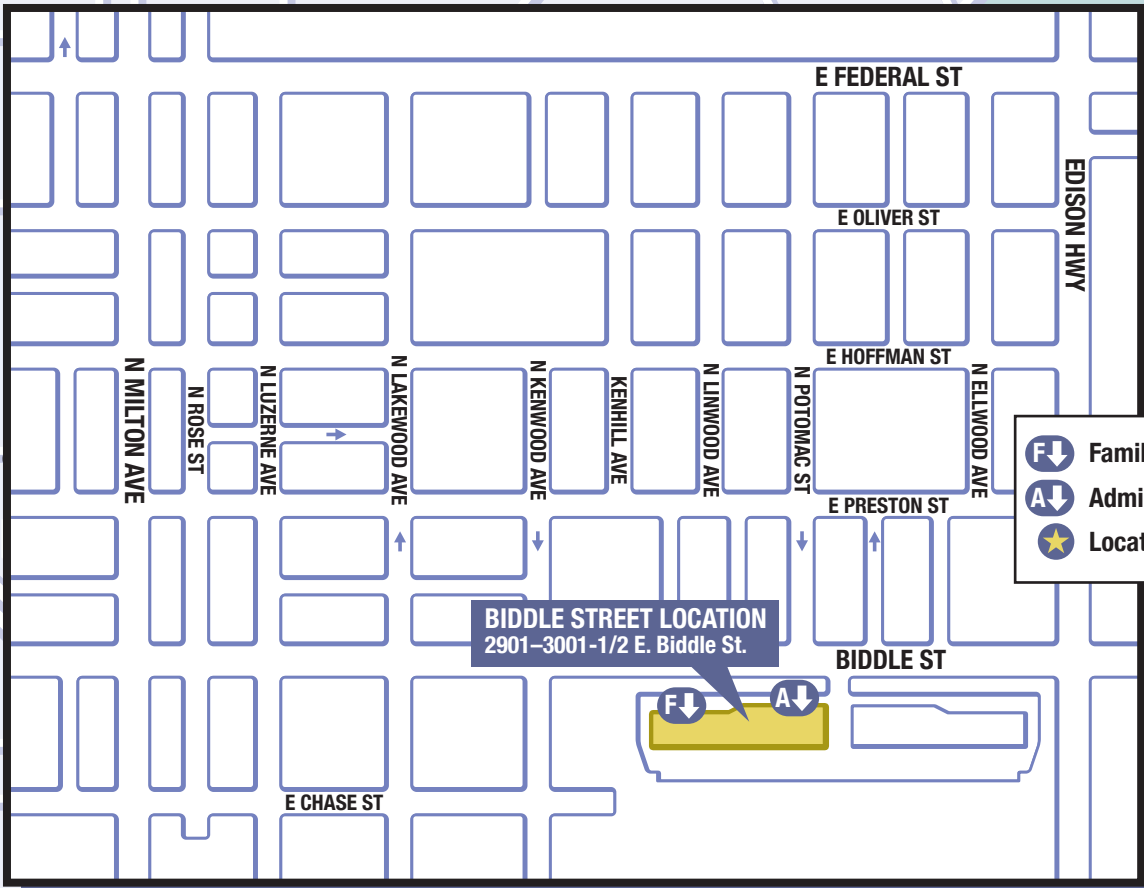 E FEDERAL ST
EDISON HWY
E OLIVER ST
E HOFFMAN ST
N MILTON AVE
N ROSE ST
N LUZERNE AVE
N LAKEWOOD AVE
N KENWOOD AVE
KENHILL AVE
N LINWOOD AVE
N POTOMAC ST
N ELLWOOD AVE
F
A
E PRESTON ST
BIDDLE STREET LOCATION
2901–3001-1/2 E. Biddle St.
BIDDLE ST
F
A
E CHASE ST